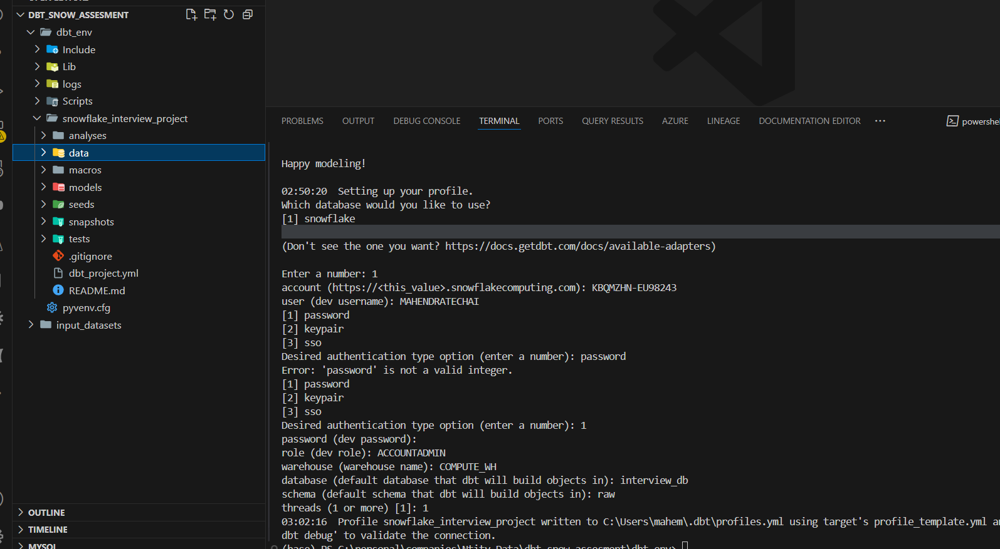 DBT_SNOW_ASSESMENT
dbt_env
Include
Lib
logs
Scripts
snowflake_interview_project
analyses
data
macros
models
seeds
snapshots
tests
.gitignore
dbt_project.yml
README.md
pyvenv.cfg
input_datasets
OUTLINE
TIMELINE
MYSQL
PROBLEMS OUTPUT DEBUG CONSOLE TERMINAL PORTS QUERY RESULTS AZURE LINEAGE DOCUMENTATION EDITOR ··· powershel
Happy modeling!
02:50:20  Setting up your profile.
Which database would you like to use?
[1] snowflake
(Don't see the one you want? https://docs.getdbt.com/docs/available-adapters)
Enter a number: 1
account (https://<this_value>.snowflakecomputing.com): KBQMZHN-EU98243
user (dev username): MAHENDRATECHAI
[1] password
[2] keypair
[3] sso
Desired authentication type option (enter a number): password
Error: 'password' is not a valid integer.
[1] password
[2] keypair
[3] sso
Desired authentication type option (enter a number): 1
password (dev password):
role (dev role): ACCOUNTADMIN
warehouse (warehouse name): COMPUTE_WH
database (default database that dbt will build objects in): interview_db
schema (default schema that dbt will build objects in): raw
threads (1 or more) [1]: 1
03:02:16  Profile snowflake_interview_project written to C:\Users\mahem\.dbt\profiles.yml using target's profile_template.yml an
dbt debug' to validate the connection.
(base) PS C:\personal\companies\Ntity Data\dbt_snow_assesment\dbt_env>